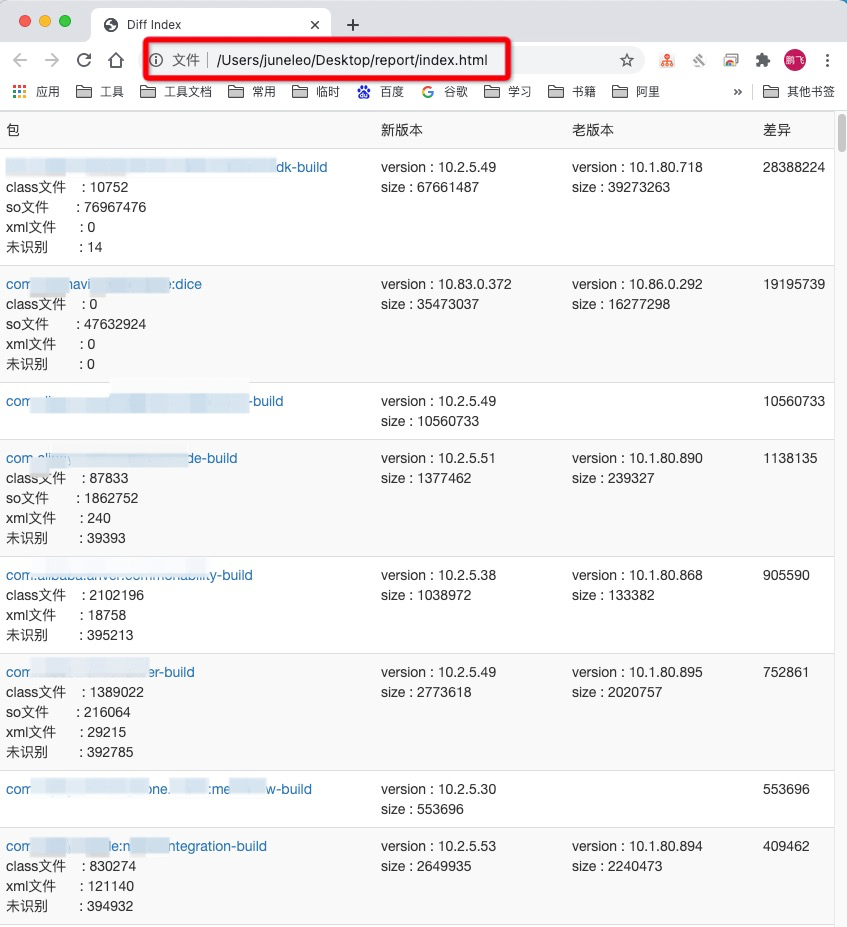 Diff Index
文件 /Users/juneleo/Desktop/report/index.html
鹏飞
应用 工具 工具文档 常用 临时 百度 谷歌 学习 书籍 阿里 » 其他书签
包 新版本 老版本 差异
dk-build version : 10.2.5.49 version : 10.1.80.718 28388224
class文件 : 10752 size : 67661487 size : 39273263
so文件 : 76967476
xml文件 : 0
未识别 : 14
com :dice version : 10.83.0.372 version : 10.86.0.292 19195739
class文件 : 0 size : 35473037 size : 16277298
so文件 : 47632924
xml文件 : 0
未识别 : 0
com -build version : 10.2.5.49 10560733
size : 10560733
com de-build version : 10.2.5.51 version : 10.1.80.890 1138135
class文件 : 87833 size : 1377462 size : 239327
so文件 : 1862752
xml文件 : 240
未识别 : 39393
com.alibaba.ariver.commonability-build version : 10.2.5.38 version : 10.1.80.868 905590
class文件 : 2102196 size : 1038972 size : 133382
xml文件 : 18758
未识别 : 395213
com er-build version : 10.2.5.49 version : 10.1.80.895 752861
class文件 : 1389022 size : 2773618 size : 2020757
so文件 : 216064
xml文件 : 29215
未识别 : 392785
com one. :me w-build version : 10.2.5.30 553696
size : 553696
com le:n ntegration-build version : 10.2.5.53 version : 10.1.80.894 409462
class文件 : 830274 size : 2649935 size : 2240473
xml文件 : 121140
未识别 : 394932